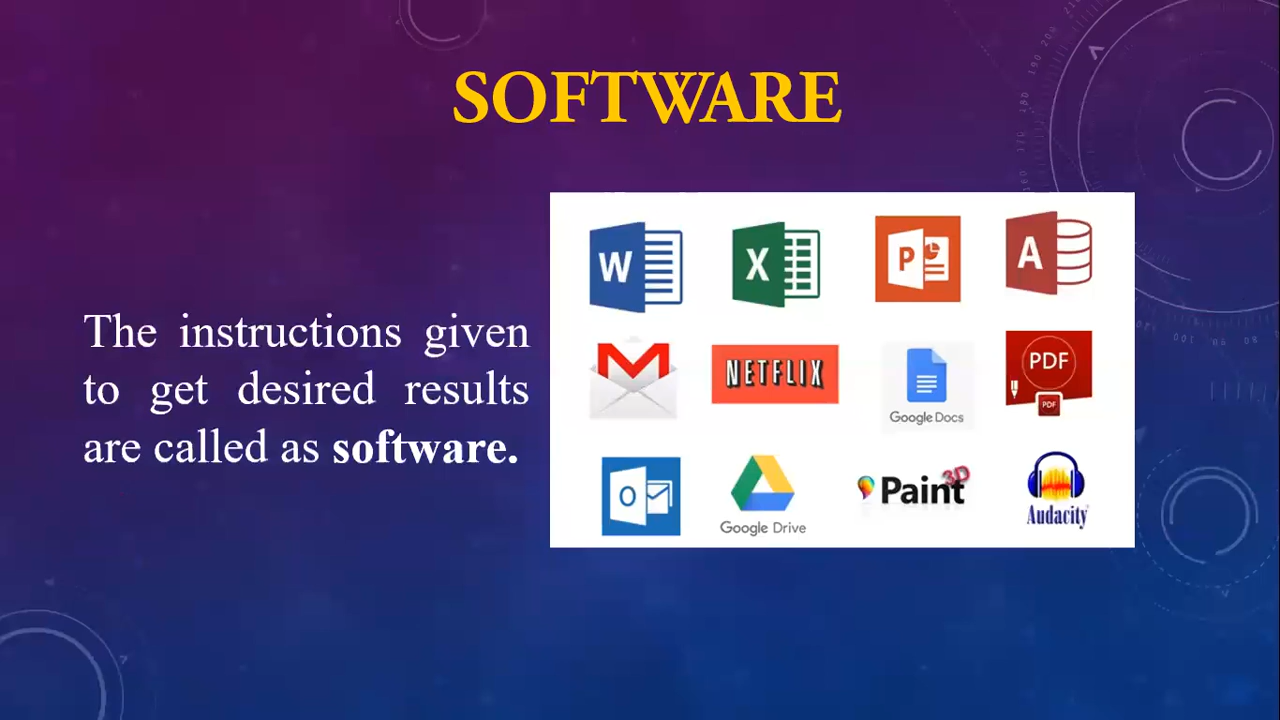 SOFTWARE
The instructions given
to get desired results
are called as software.
W X P A
NETFLIX
Google Docs
PDF
PDF
O
Google Drive
Paint 3D
Audacity